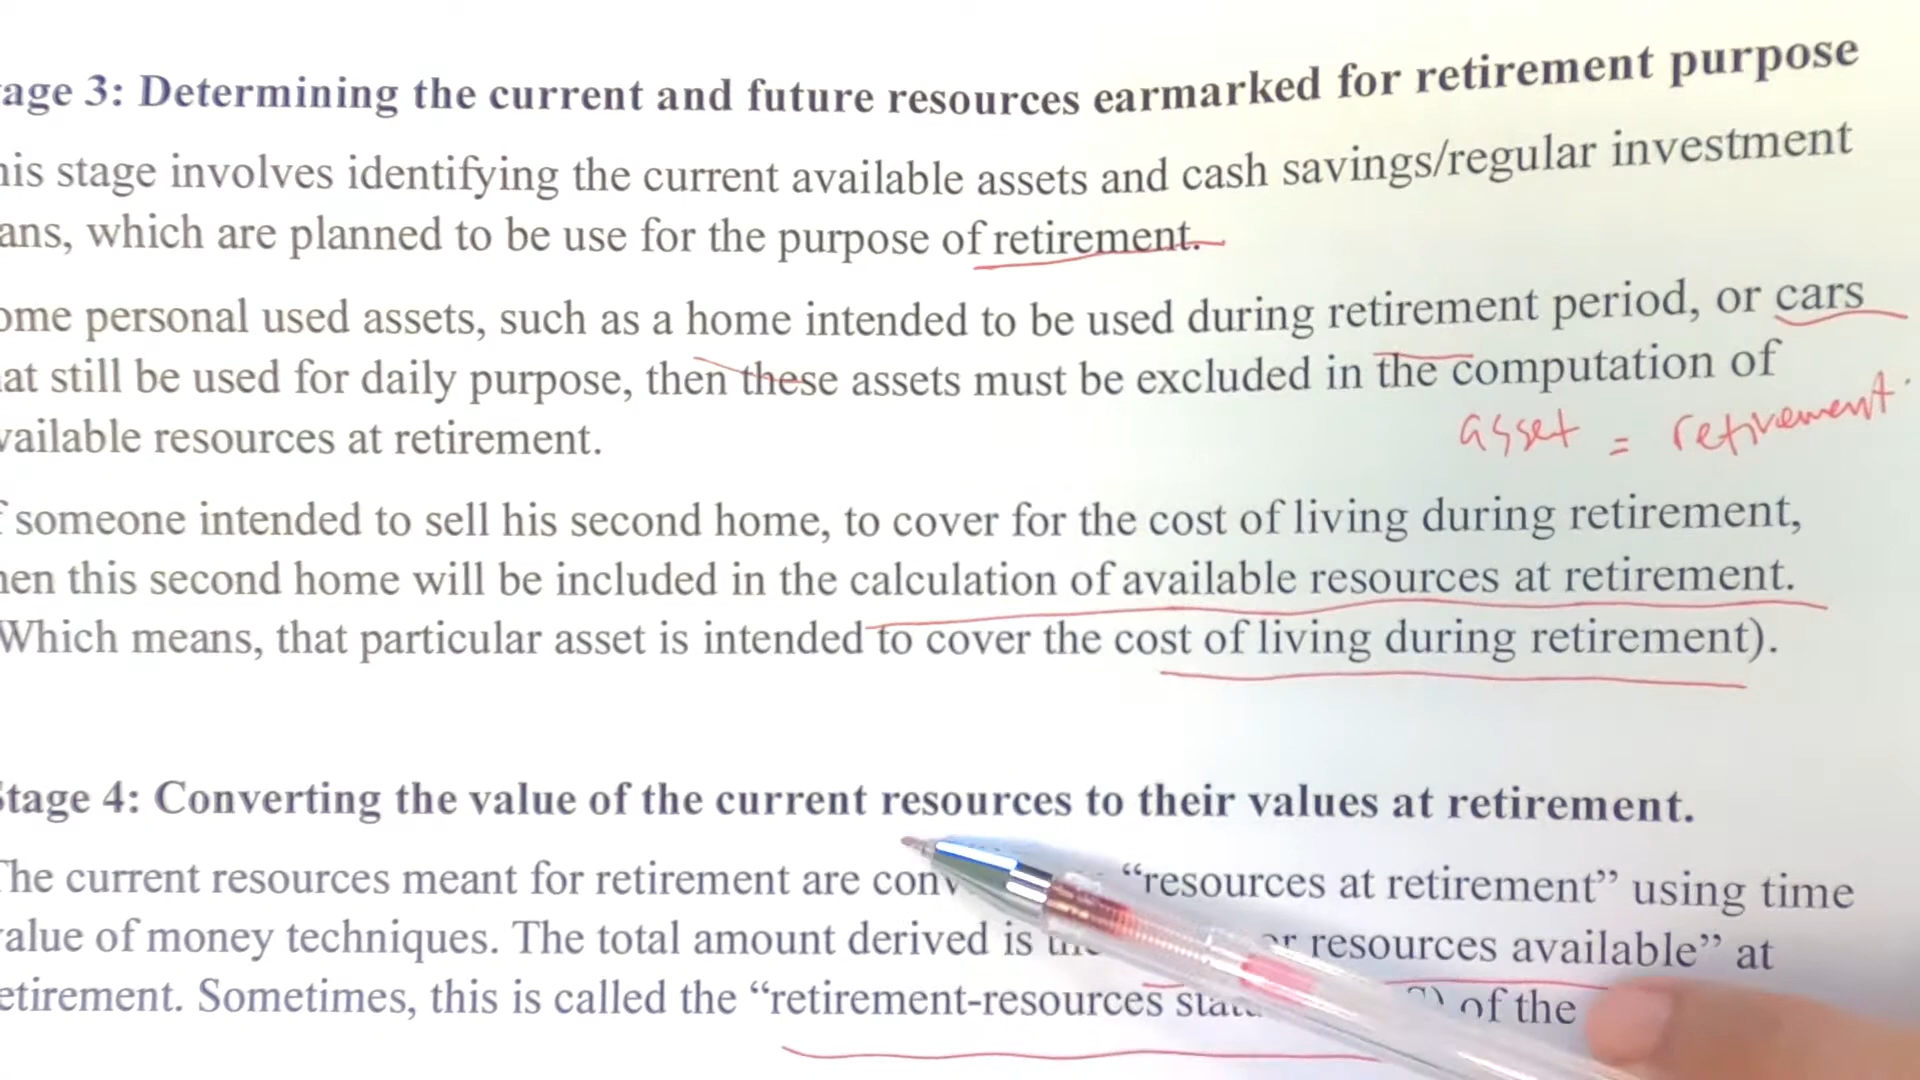 age 3: Determining the current and future resources earmarked for retirement purpose
his stage involves identifying the current available assets and cash savings/regular investment
ans, which are planned to be use for the purpose of retirement.
ome personal used assets, such as a home intended to be used during retirement period, or cars
at still be used for daily purpose, then these assets must be excluded in the computation of
asset = retirement
vailable resources at retirement.
someone intended to sell his second home, to cover for the cost of living during retirement,
hen this second home will be included in the calculation of available resources at retirement.
Which means, that particular asset is intended to cover the cost of living during retirement).
Stage 4: Converting the value of the current resources to their values at retirement.
The current resources meant for retirement are conv “resources at retirement” using time
value of money techniques. The total amount derived is resources available” at
etirement. Sometimes, this is called the “retirement-resources of the